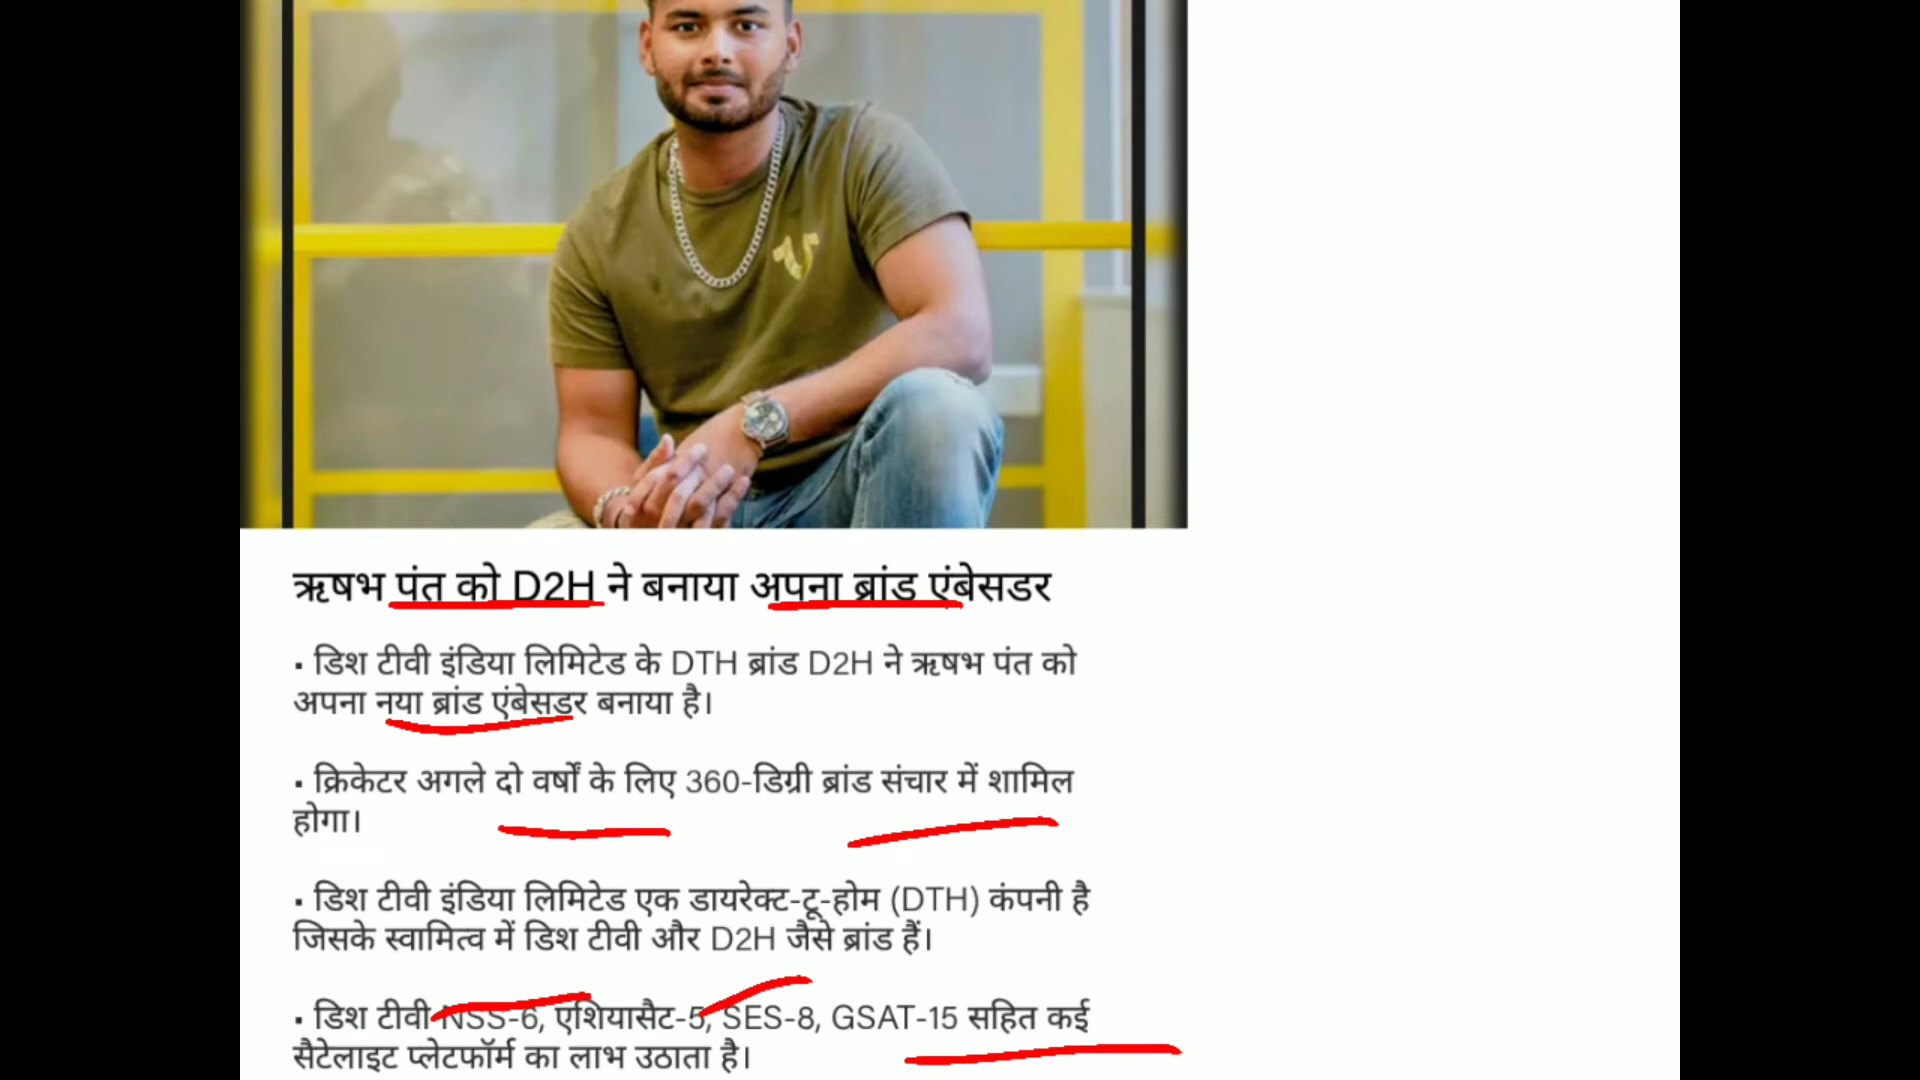 ऋषभ पंत को D2H ने बनाया अपना ब्रांड एंबेसडर
▪ डिश टीवी इंडिया लिमिटेड के DTH ब्रांड D2H ने ऋषभ पंत को
अपना नया ब्रांड एंबेसडर बनाया है।
▪ क्रिकेटर अगले दो वर्षों के लिए 360-डिग्री ब्रांड संचार में शामिल
होगा।
▪ डिश टीवी इंडिया लिमिटेड एक डायरेक्ट-टू-होम (DTH) कंपनी है
जिसके स्वामित्व में डिश टीवी और D2H जैसे ब्रांड हैं।
▪ डिश टीवी NSS-6, एशियासैट-5, SES-8, GSAT-15 सहित कई
सैटेलाइट प्लेटफॉर्म का लाभ उठाता है।